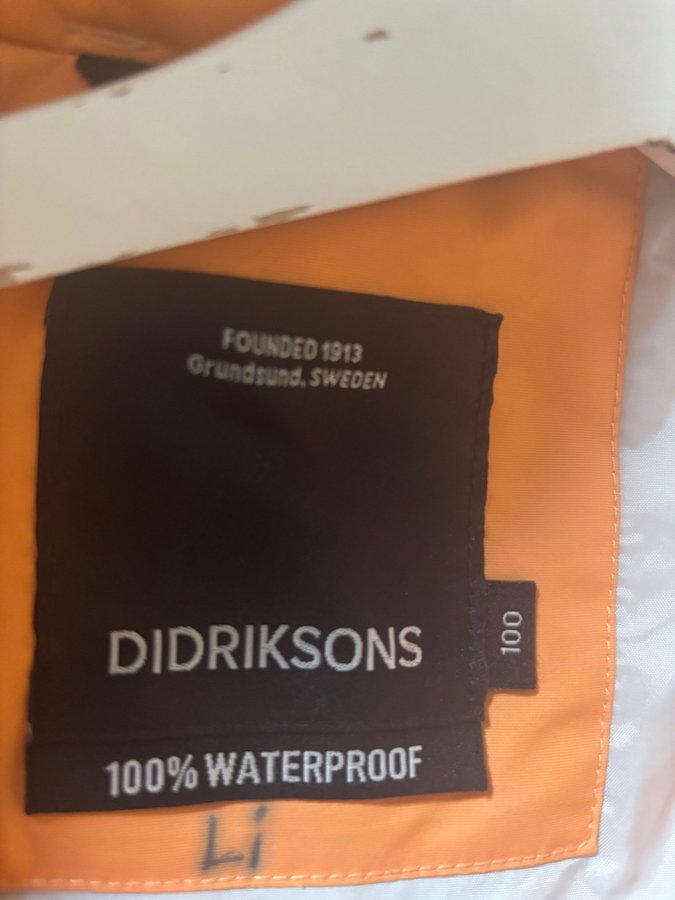 FOUNDED 1913
Grundsund, SWEDEN
DIDRIKSONS
100
100% WATERPROOF
Li